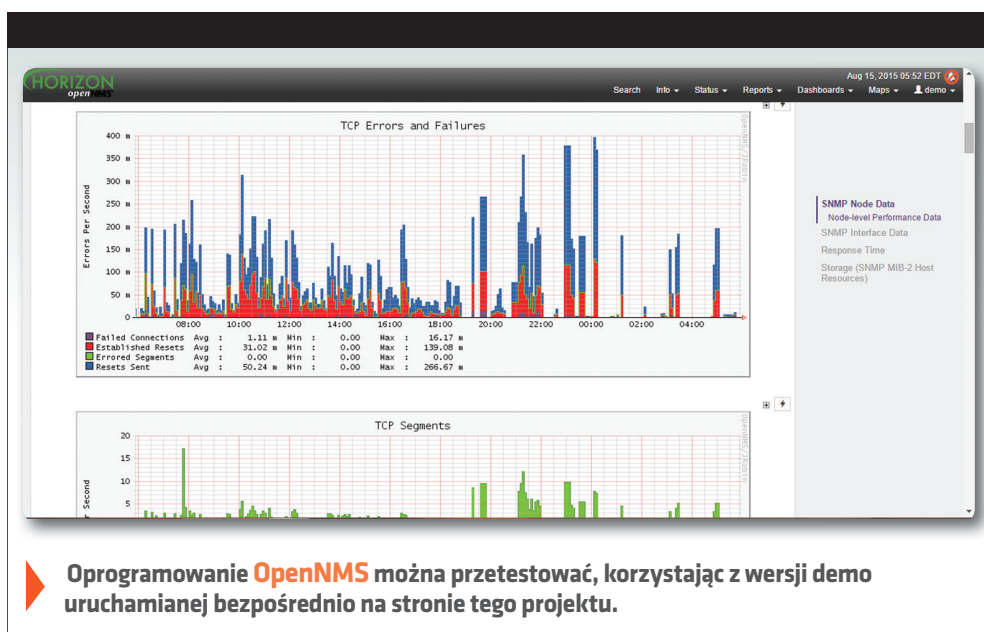 HORIZON
openNMS
Aug 15, 2015 05:52 EDT
Search Info Status Reports Dashboards Maps demo
TCP Errors and Failures
OpenNMS/JRobin
Errors Per Second
400 m
350 m
300 m
250 m
200 m
150 m
100 m
50 m
0
08:00 10:00 12:00 14:00 16:00 18:00 20:00 22:00 00:00 02:00 04:00
Failed Connections Avg : 1.11 m Min : 0.00 Max : 16.17 m
Established Resets Avg : 31.02 m Min : 0.00 Max : 139.08 m
Errored Segments Avg : 0.00 Min : 0.00 Max : 0.00
Resets Sent Avg : 50.24 m Min : 0.00 Max : 266.67 m
SNMP Node Data
Node-level Performance Data
SNMP Interface Data
Response Time
Storage (SNMP MIB-2 Host
Resources)
TCP Segments
OpenNMS/JRobin
Second
20
15
10
5
Oprogramowanie OpenNMS można przetestować, korzystając z wersji demo
uruchamianej bezpośrednio na stronie tego projektu.